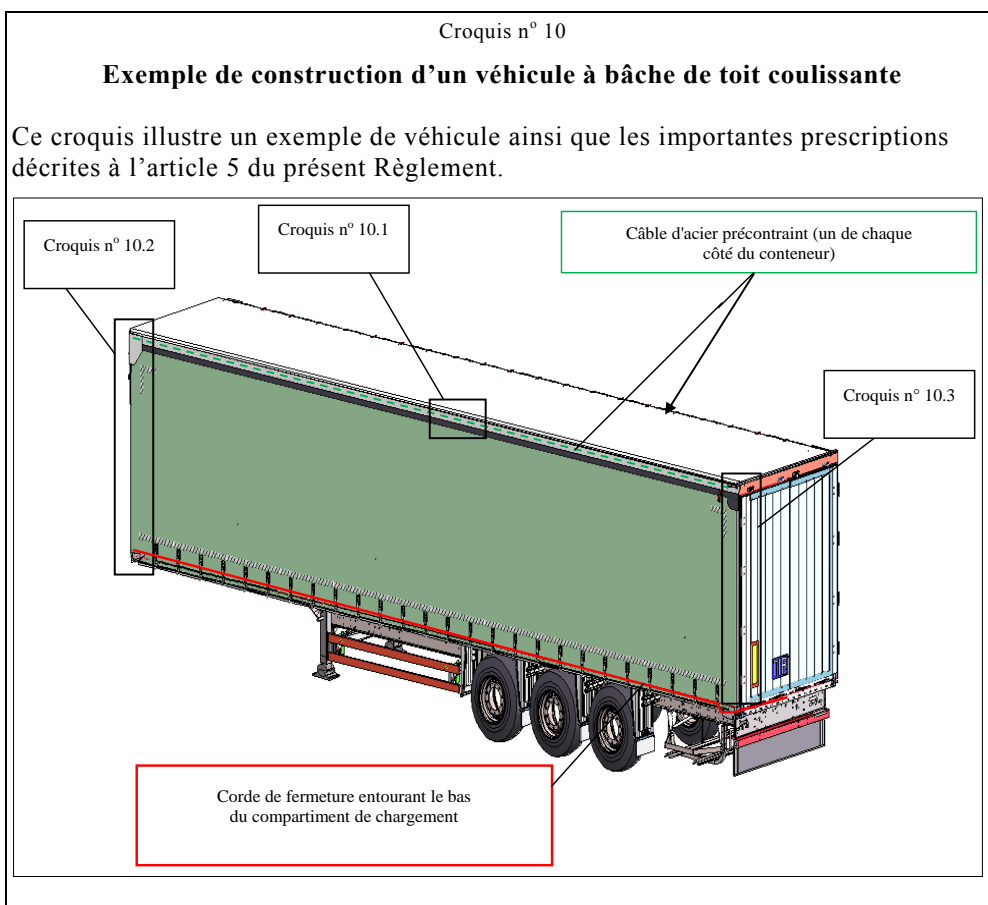 Croquis n° 10
Exemple de construction d’un véhicule à bâche de toit coulissante
Ce croquis illustre un exemple de véhicule ainsi que les importantes prescriptions
décrites à l’article 5 du présent Règlement.
Croquis n° 10.2
Croquis n° 10.1
Câble d'acier précontraint (un de chaque
côté du conteneur)
Croquis n° 10.3
Corde de fermeture entourant le bas
du compartiment de chargement